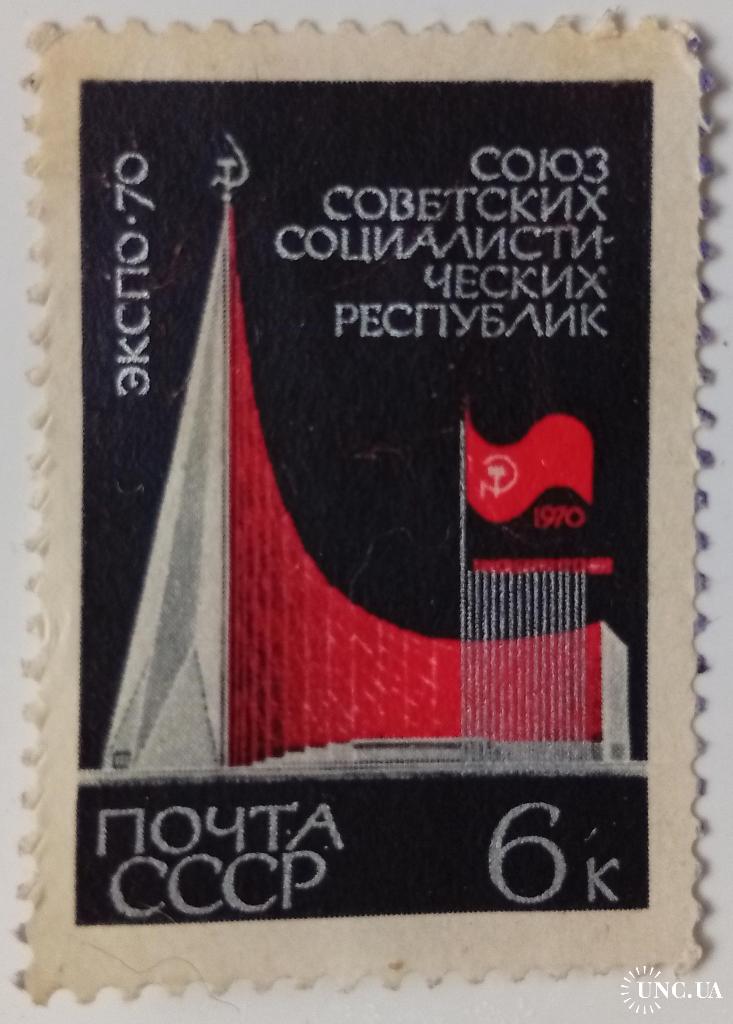 ЭКСПО·70
СОЮЗ
СОВЕТСКИХ
СОЦИАЛИСТИ-
ЧЕСКИХ
РЕСПУБЛИК
1970
ПОЧТА
СССР
6 К
UNC.UA